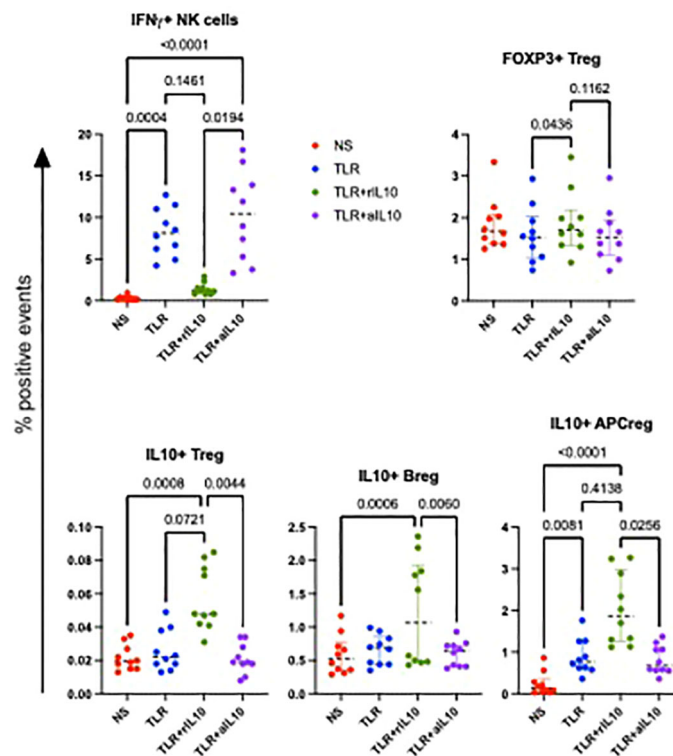 IFNγ+ NK cells
<0.0001
0.1461
0.0004
0.0194
20
15
10
5
0
NS
TLR
TLR+rIL10
TLR+aIL10
NS
TLR
TLR+rIL10
TLR+aIL10
FOXP3+ Treg
0.1162
0.0436
4
3
2
1
0
NS
TLR
TLR+rIL10
TLR+aIL10
% positive events
IL10+ Treg
0.0008
0.0044
0.0721
0.10
0.08
0.06
0.04
0.02
0.00
NS
TLR
TLR+rIL10
TLR+aIL10
IL10+ Breg
0.0006
0.0060
2.5
2.0
1.5
1.0
0.5
0.0
NS
TLR
TLR+rIL10
TLR+aIL10
IL10+ APCreg
<0.0001
0.4138
0.0081
0.0256
4
3
2
1
0
NS
TLR
TLR+rIL10
TLR+aIL10